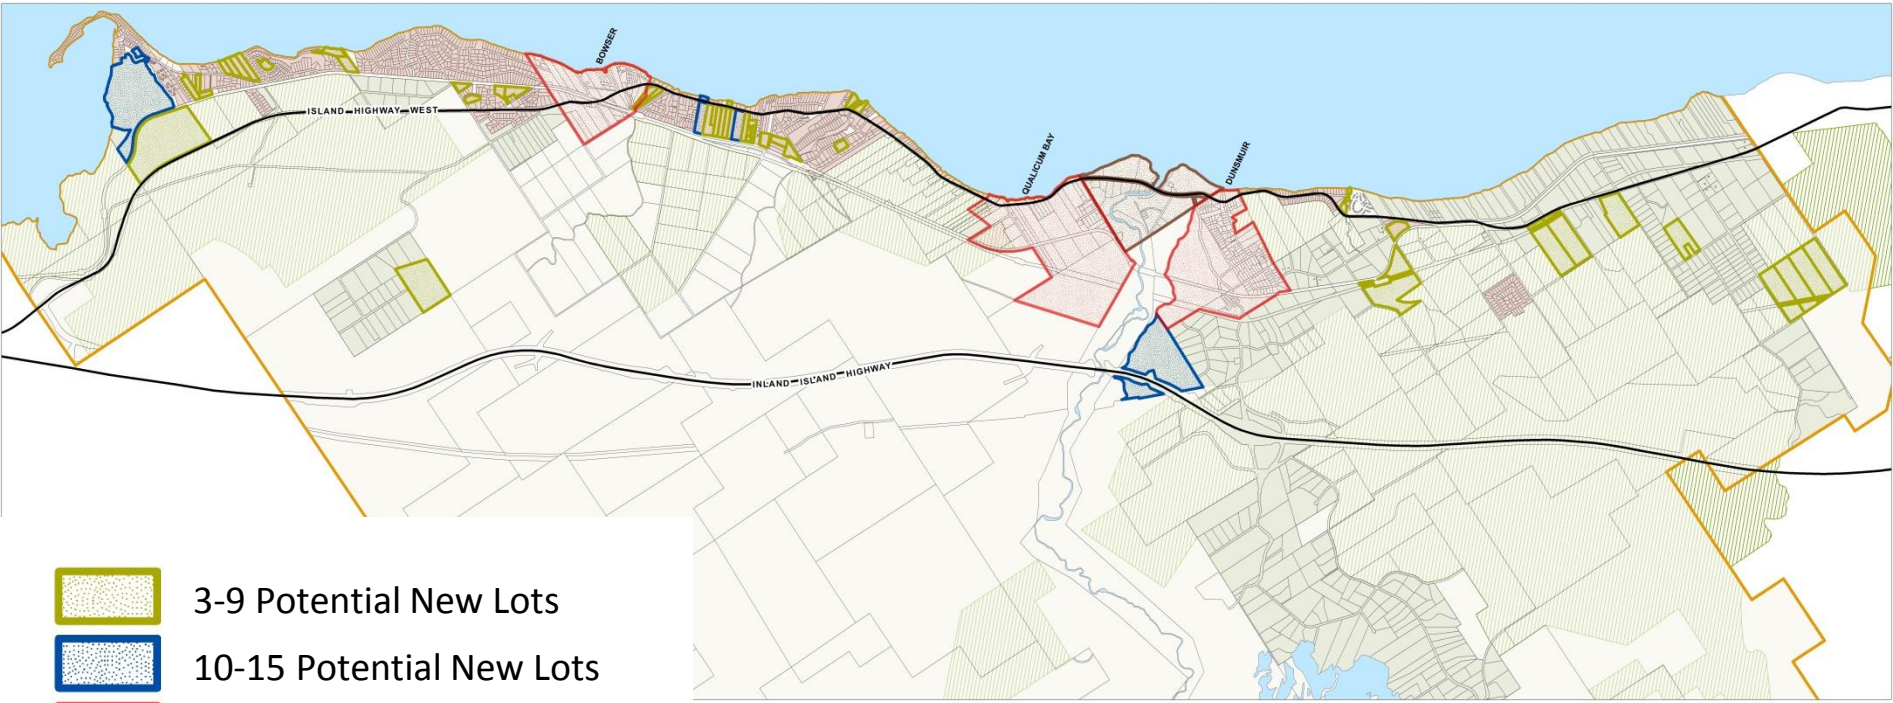 BOWSER
ISLAND HIGHWAY WEST
QUALICUM BAY
DUNSMUIR
INLAND ISLAND HIGHWAY
3-9 Potential New Lots
10-15 Potential New Lots